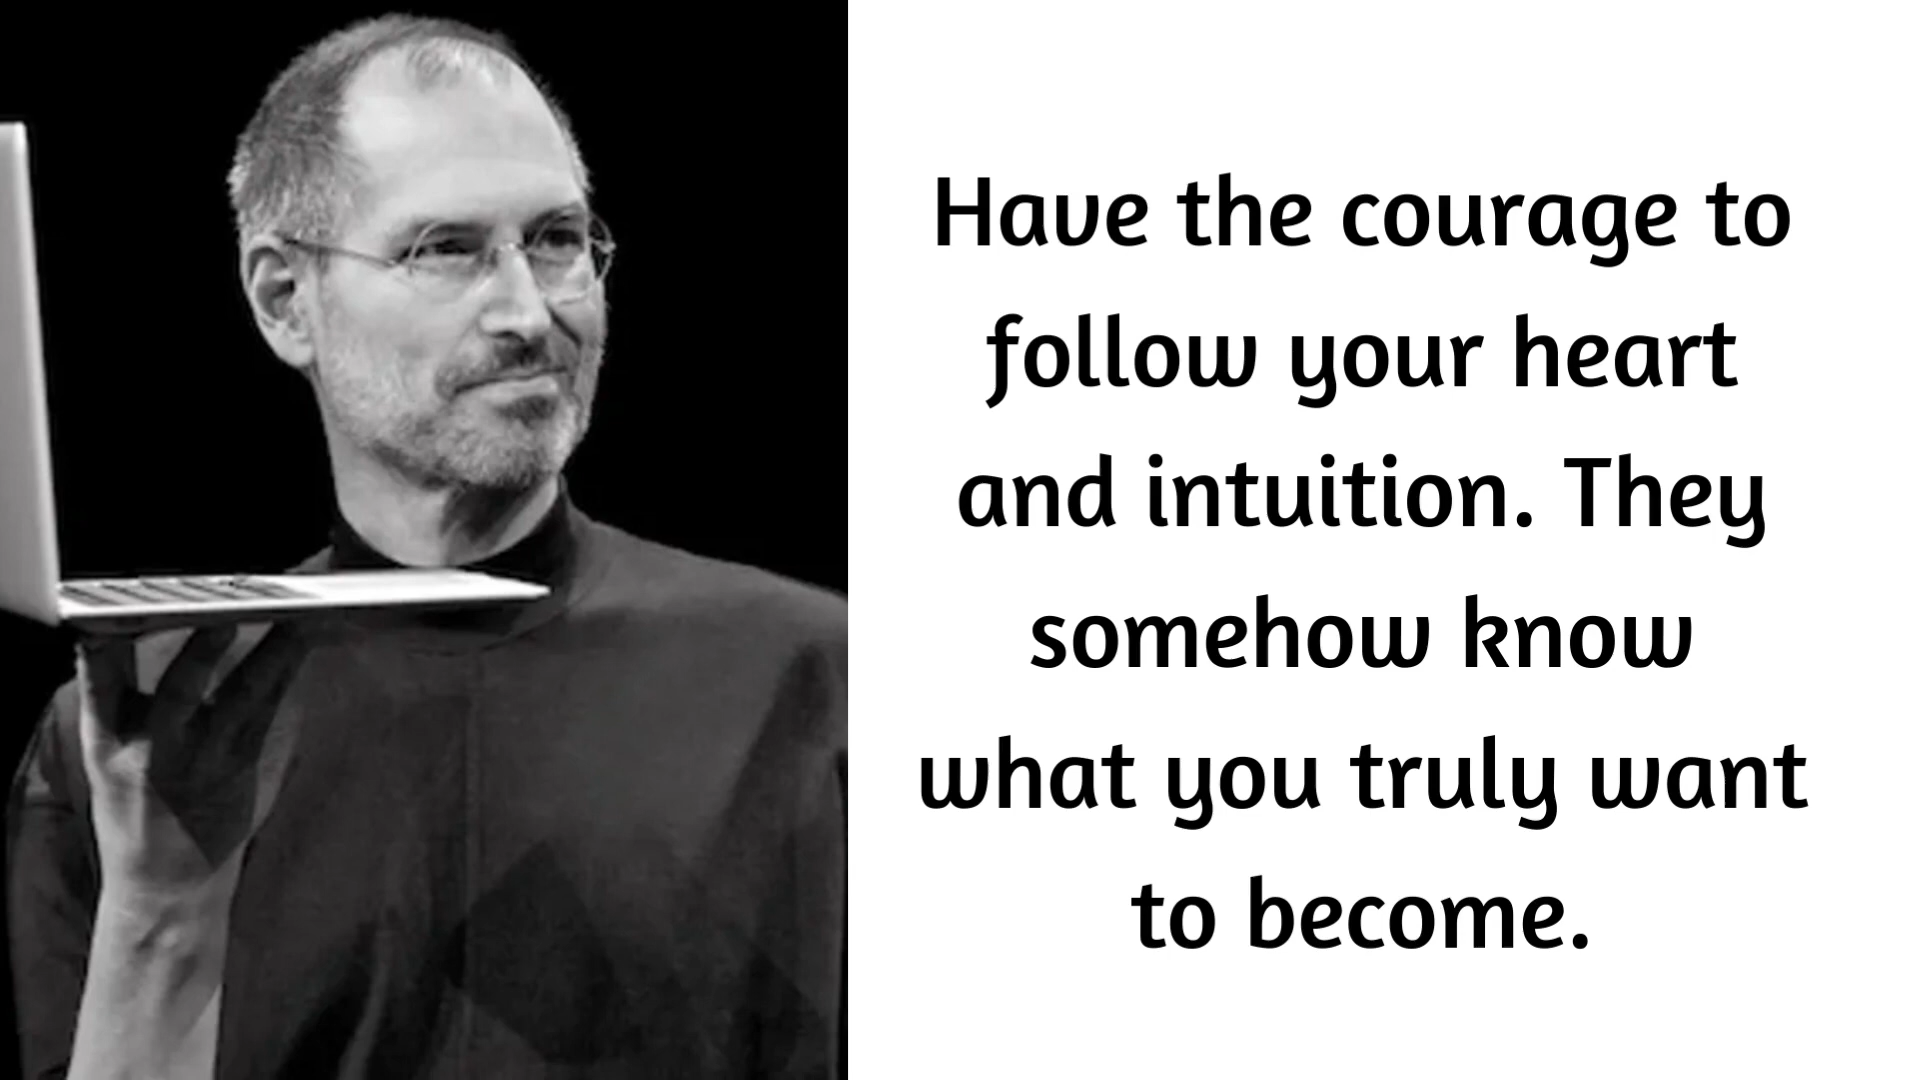 Have the courage to
follow your heart
and intuition. They
somehow know
what you truly want
to become.